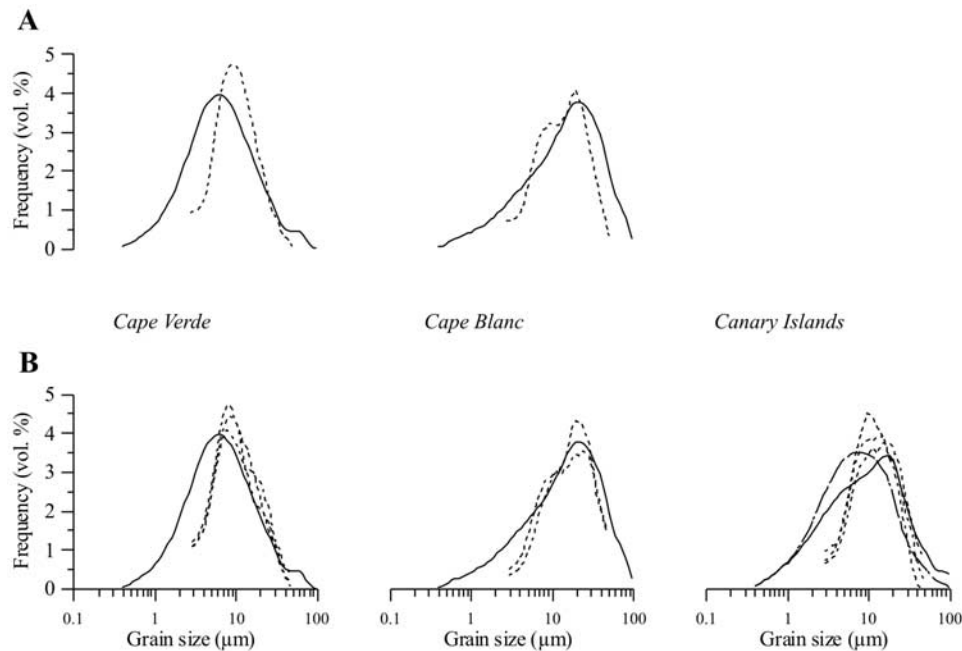 A
Frequency (vol. %)
5
4
3
2
1
0
Cape Verde Cape Blanc Canary Islands
B
Frequency (vol. %)
5
4
3
2
1
0
0.1 1 10 100 0.1 1 10 100 0.1 1 10 100
Grain size (µm) Grain size (µm) Grain size (µm)